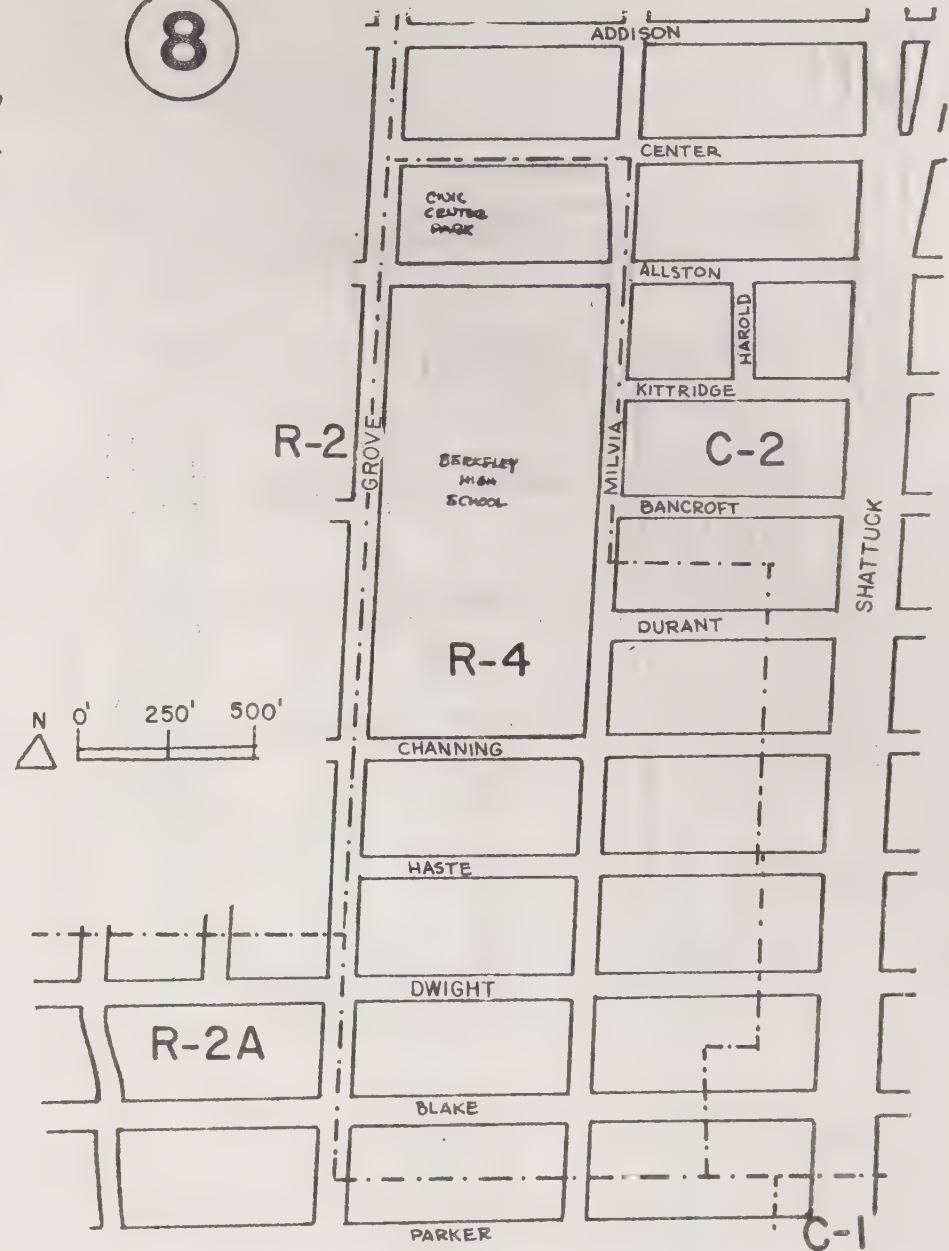 8
ADDISON
CENTER
CIVIC
CENTER
PARK
ALLSTON
HAROLD
KITTRIDGE
R-2
GROVE
BERKELEY
HIGH
SCHOOL
MILVIA
C-2
BANCROFT
SHATTUCK
DURANT
R-4
N 0' 250' 500'
CHANNING
HASTE
DWIGHT
R-2A
BLAKE
C-1
PARKER